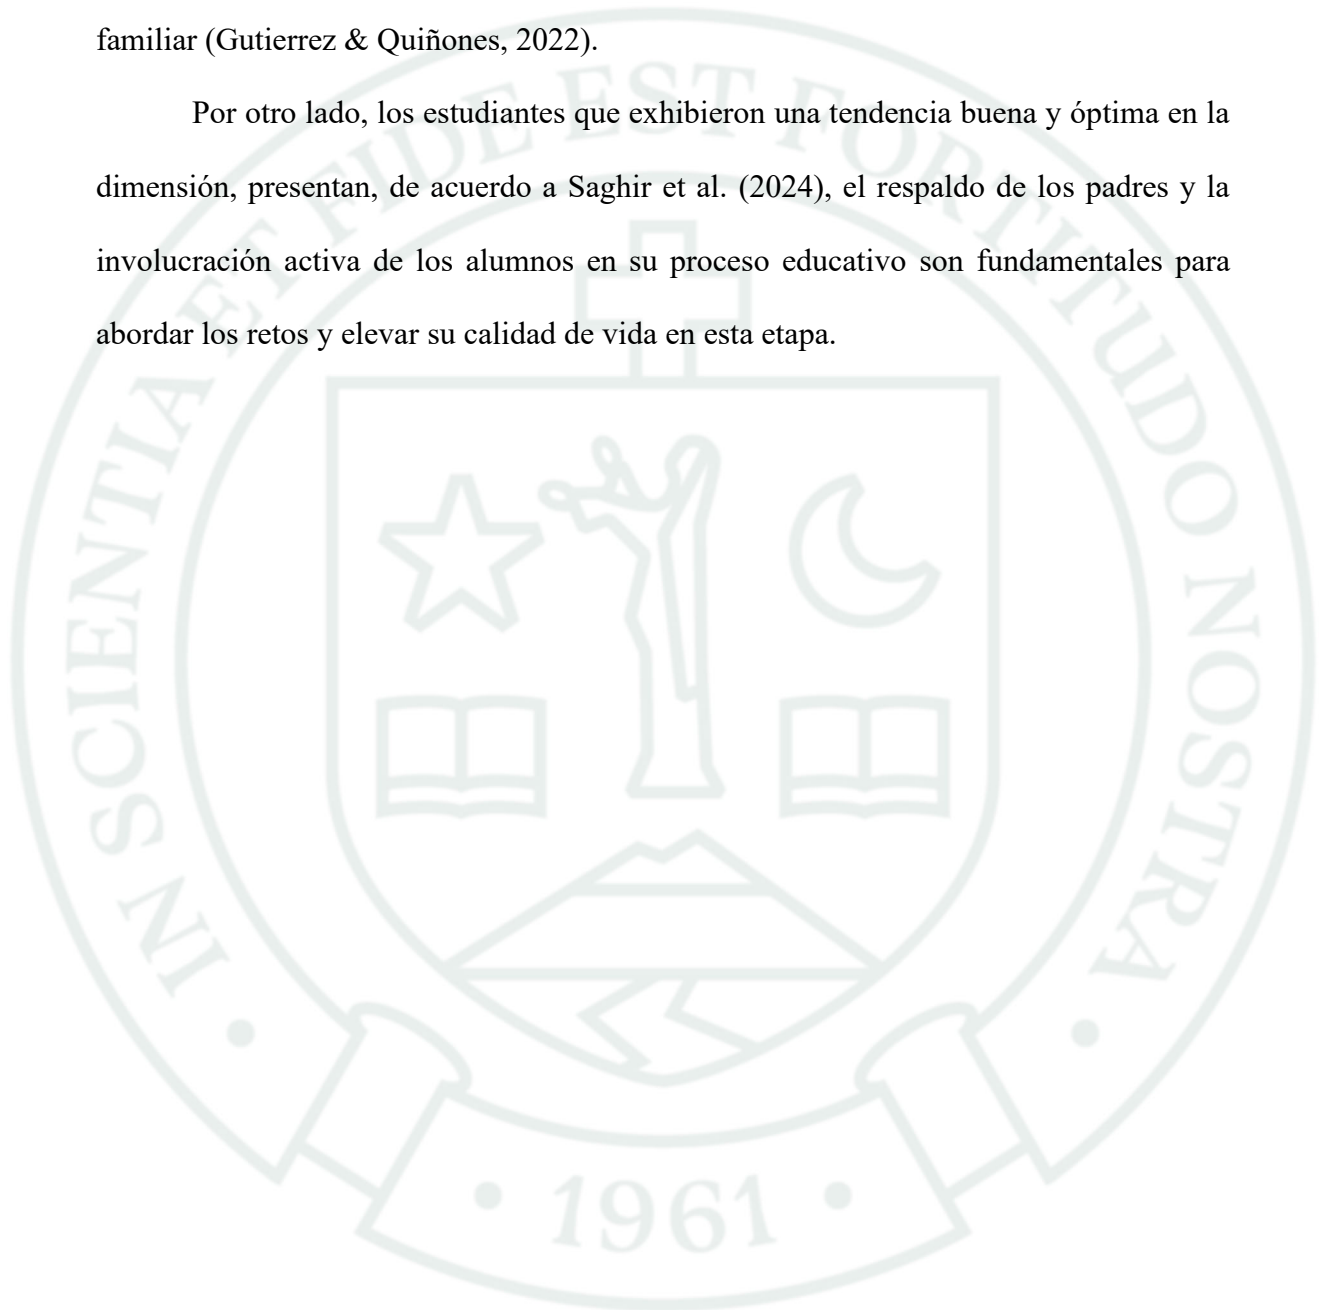 familiar (Gutierrez & Quiñones, 2022).
Por otro lado, los estudiantes que exhibieron una tendencia buena y óptima en la
dimensión, presentan, de acuerdo a Saghir et al. (2024), el respaldo de los padres y la
involucración activa de los alumnos en su proceso educativo son fundamentales para
abordar los retos y elevar su calidad de vida en esta etapa.
IN SCIENTIA ET FIDE EST FORTITUDO NOSTRA
• 1961 •